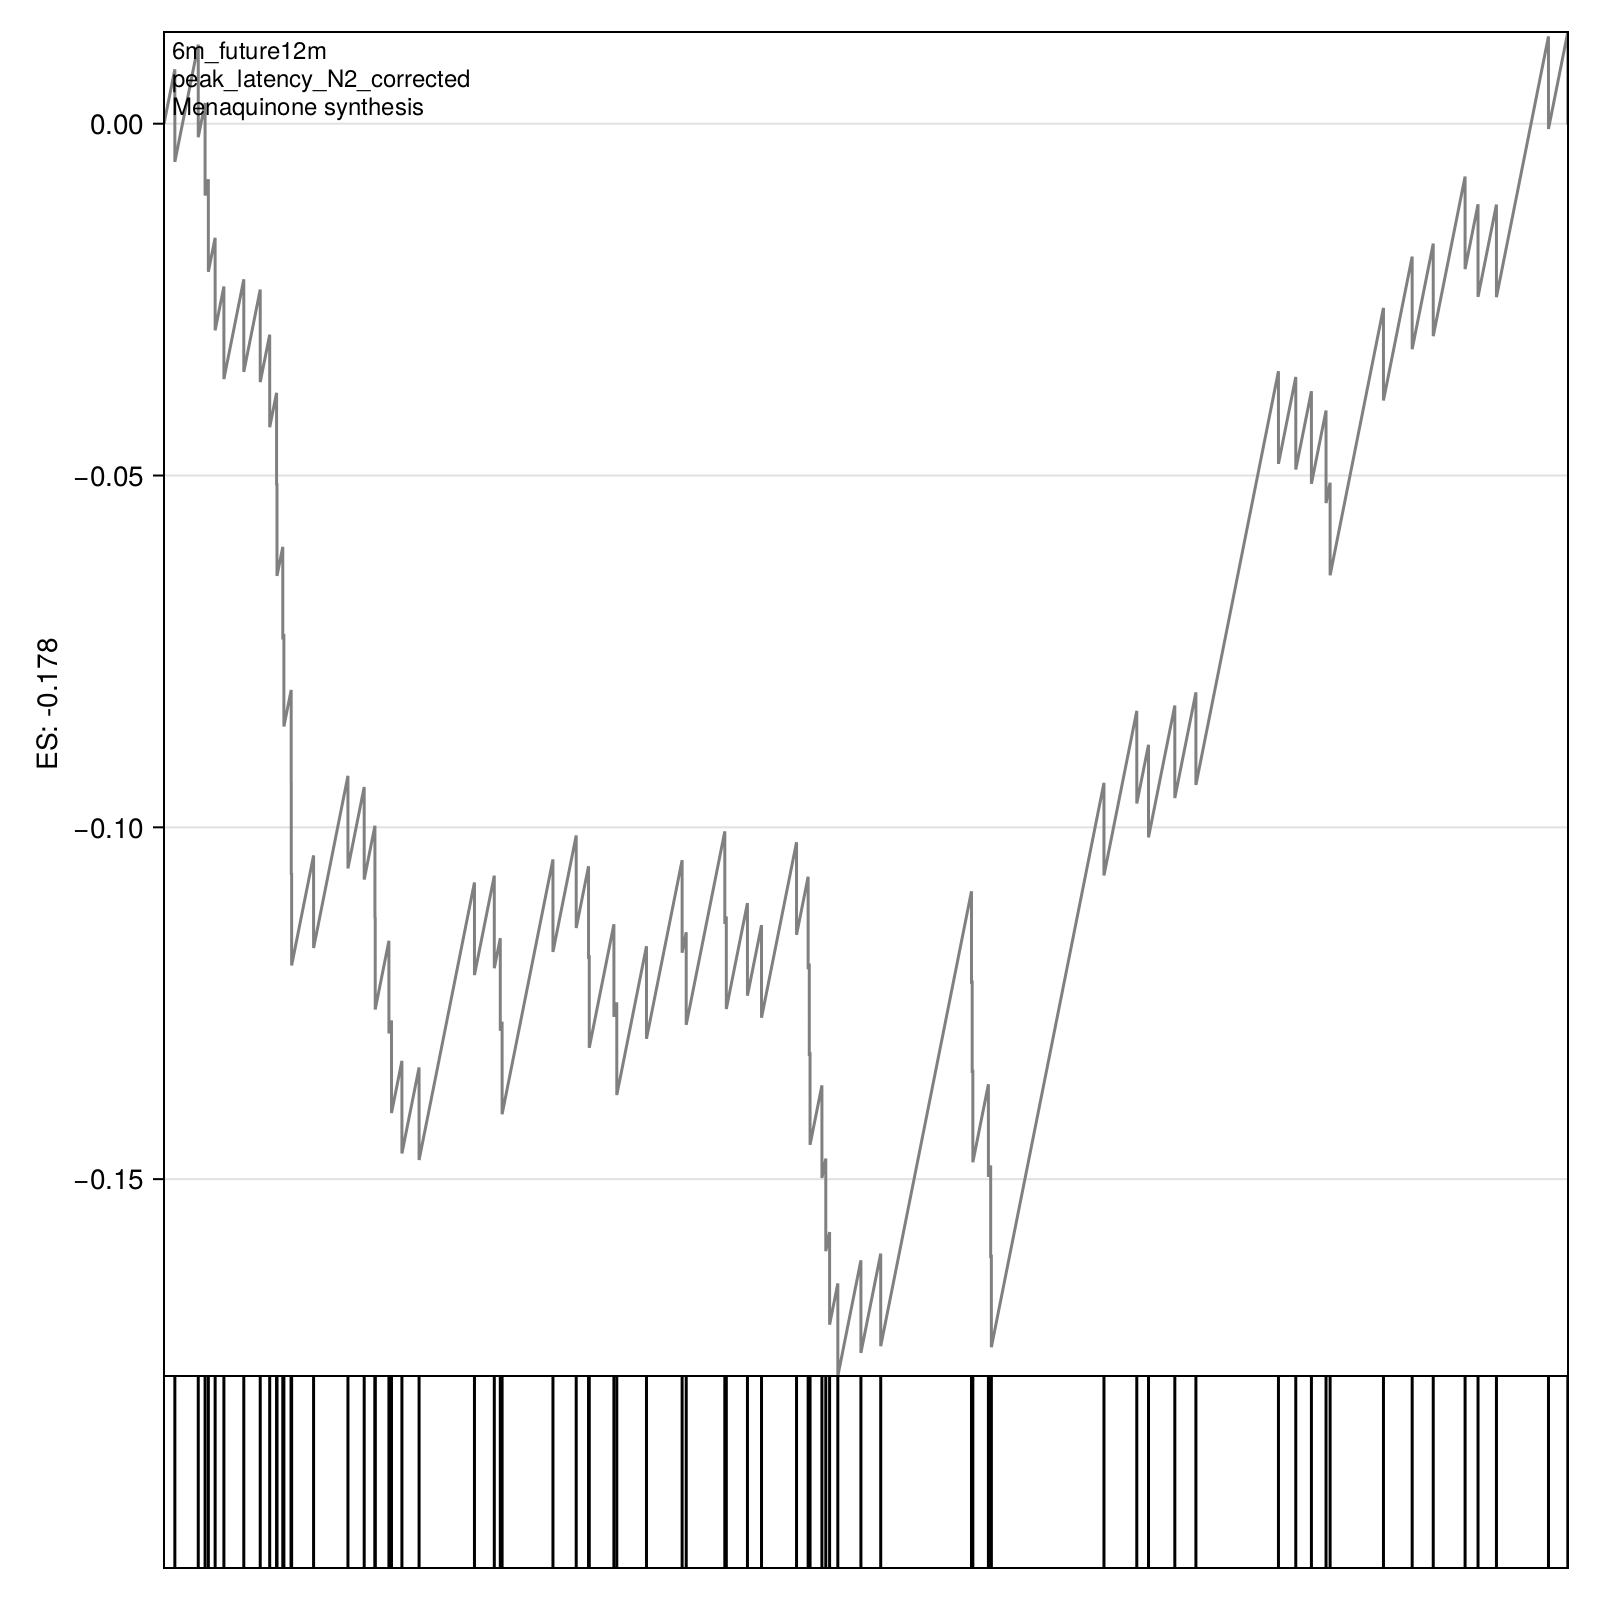 6m_future12m
peak_latency_N2_corrected
Menaquinone synthesis
0.00
−0.05
−0.10
−0.15
ES: -0.178